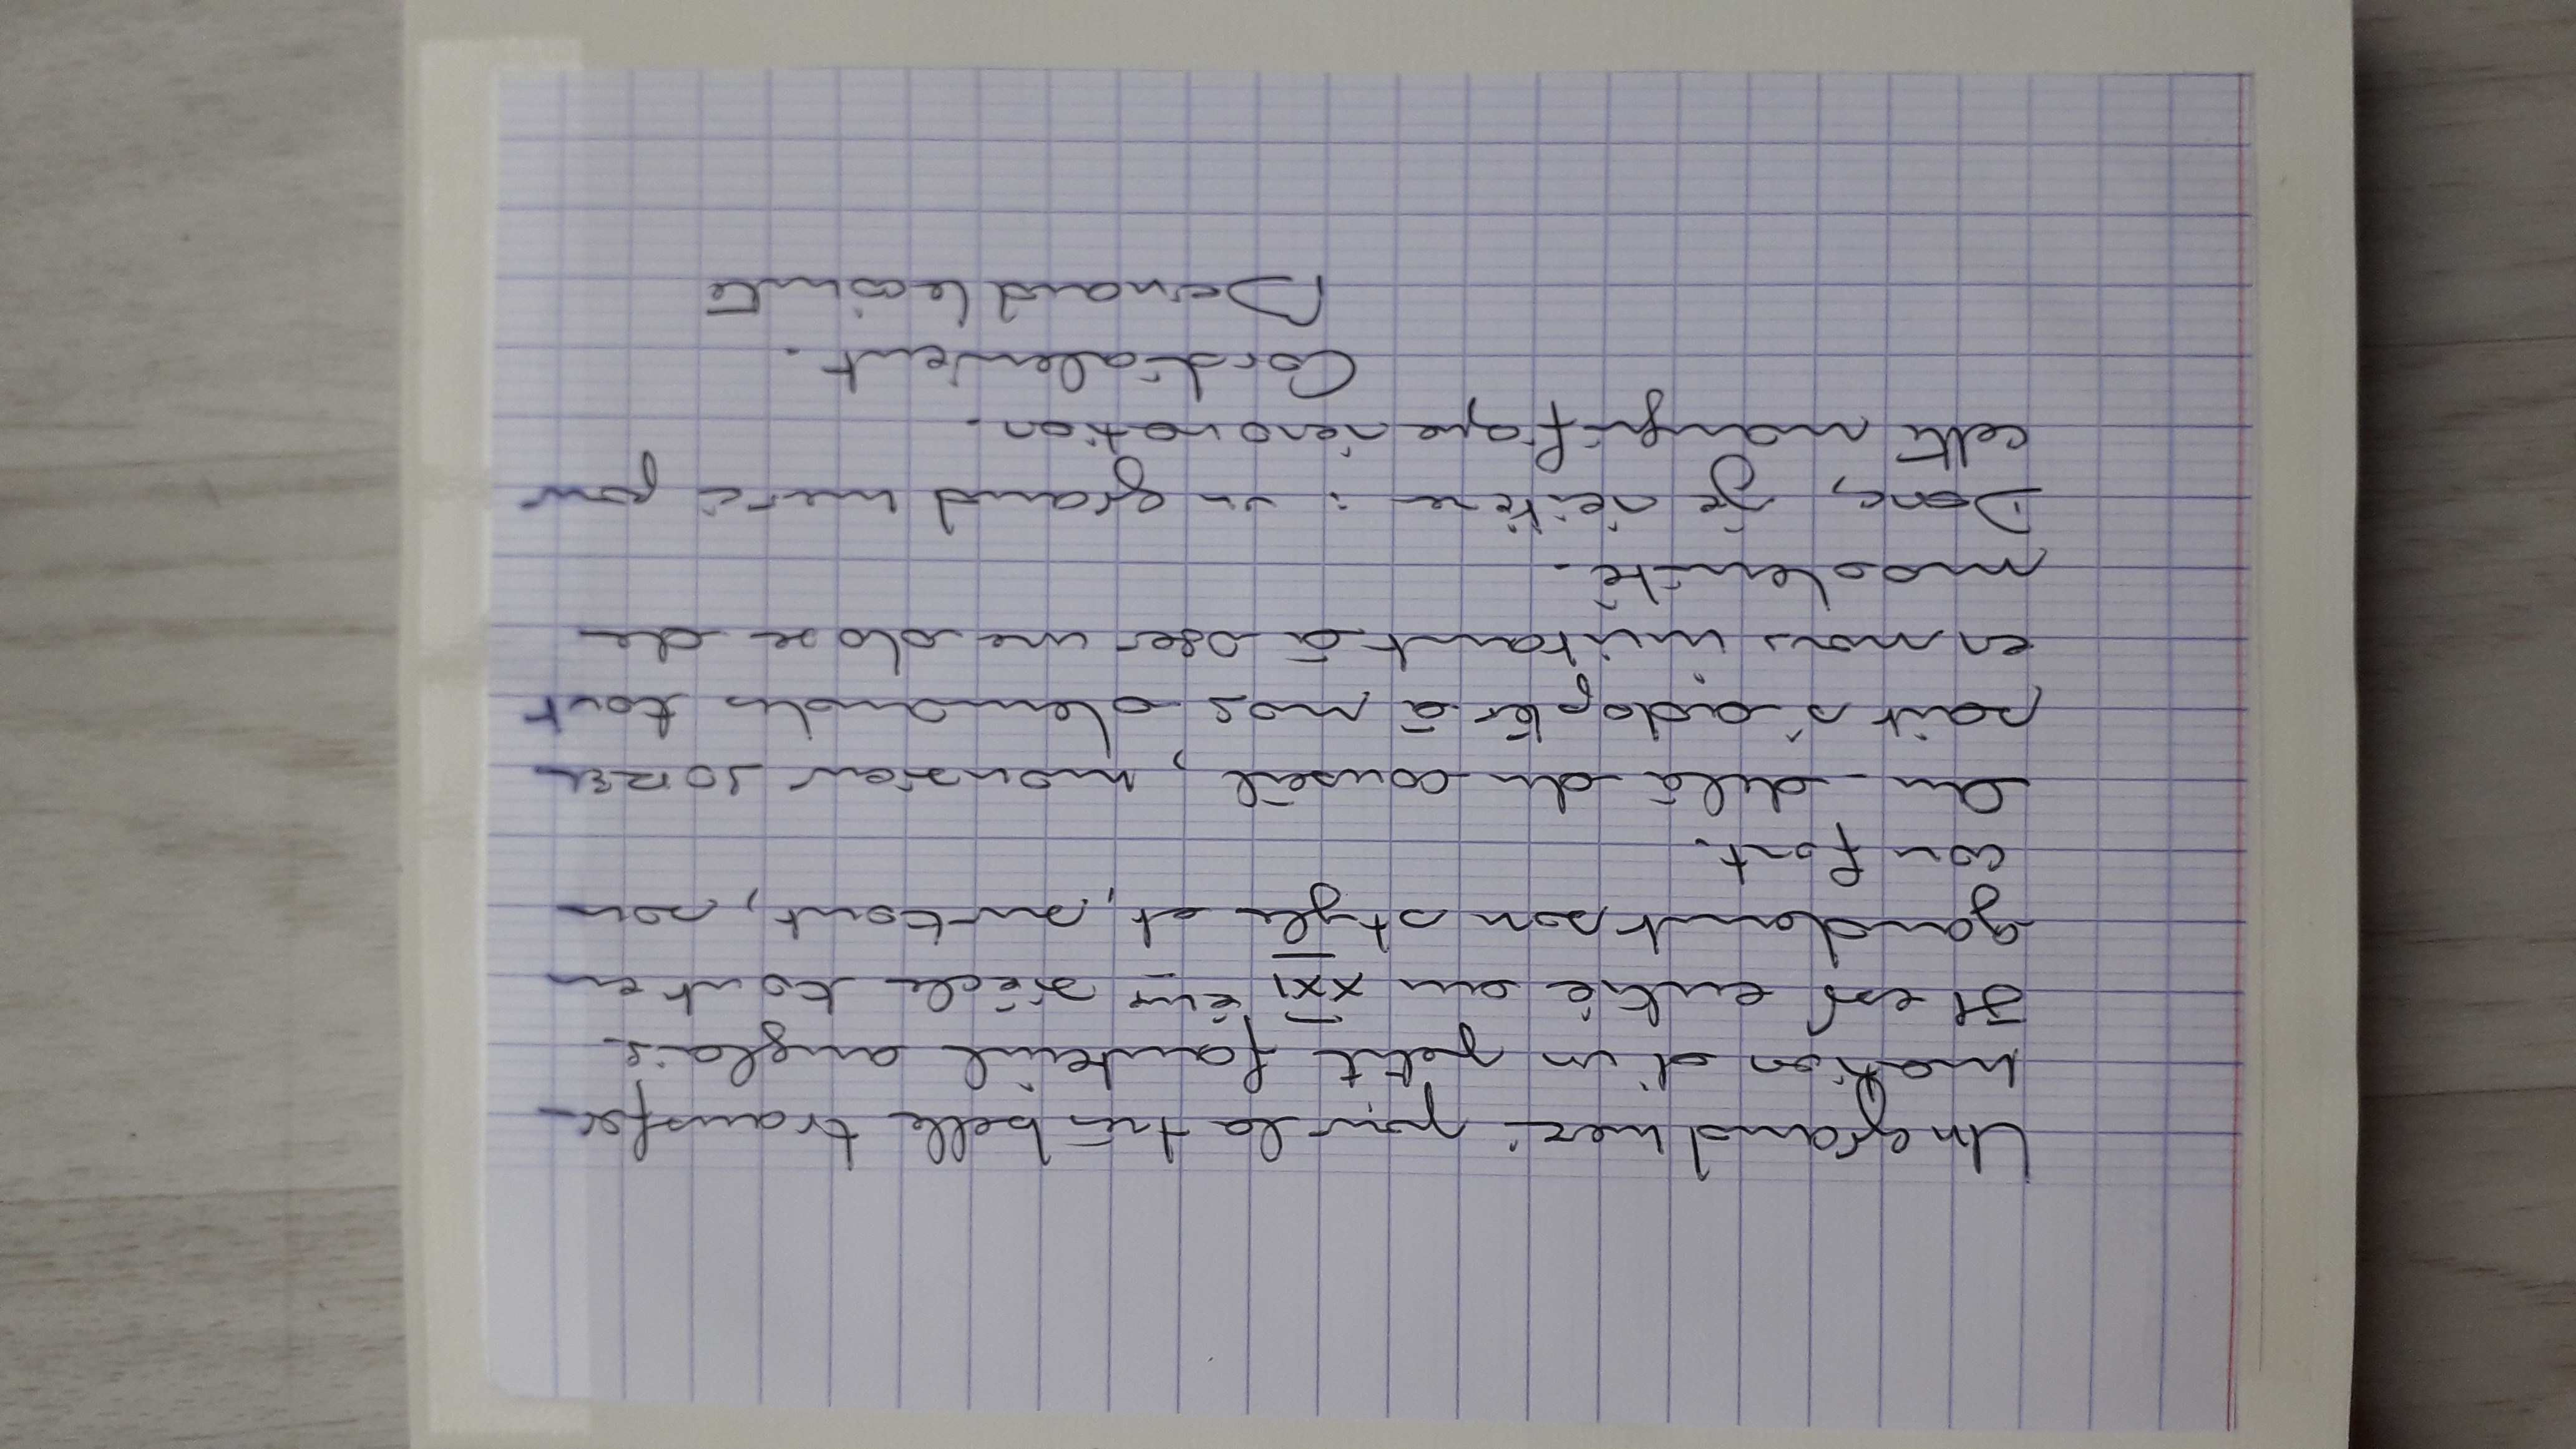 Un grand merci pour la très belle transfor-
mation d'un petit fauteuil anglais.
Il est entré au XXI ème siècle tout en
gardant son style et, surtout, son
confort.
Au-delà du conseil, monsieur SOREL
sait s'adapter à nos demandes tout
en nous invitant à oser une dose de
modernité.
Donc, je réitère : un grand merci pour
cette magnifique rénovation.
Cordialement.
Bernard Lecointe